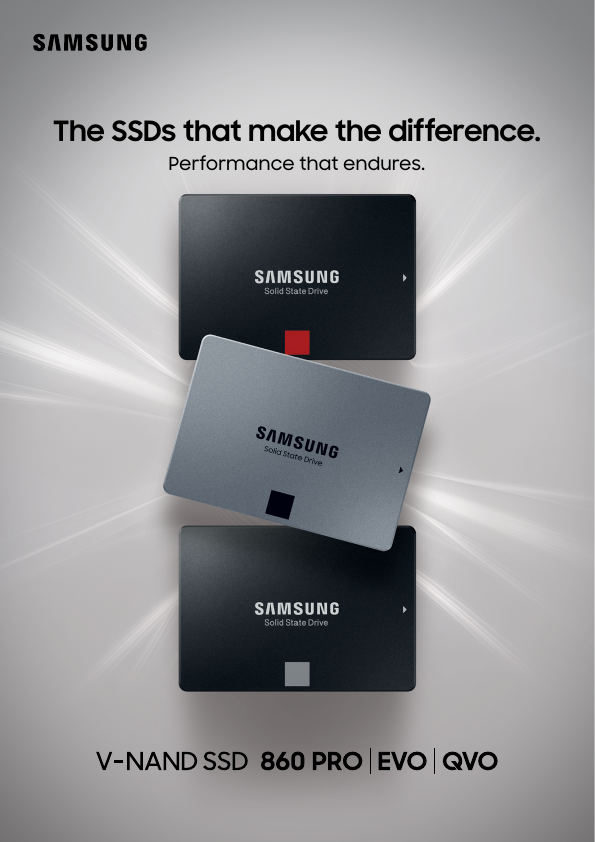 SAMSUNG
The SSDs that make the difference.
Performance that endures.
SAMSUNG
Solid State Drive
SAMSUNG
Solid State Drive
SAMSUNG
Solid State Drive
V-NAND SSD 860 PRO | EVO | QVO